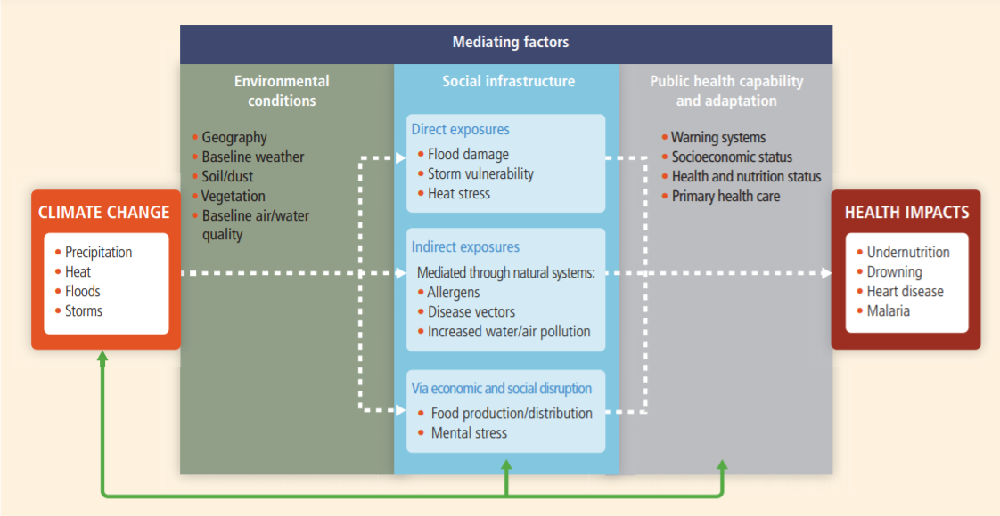 Mediating factors
Environmental
conditions
• Geography
• Baseline weather
• Soil/dust
• Vegetation
• Baseline air/water
quality
Social infrastructure
Direct exposures
• Flood damage
• Storm vulnerability
• Heat stress
Indirect exposures
Mediated through natural systems:
• Allergens
• Disease vectors
• Increased water/air pollution
Via economic and social disruption
• Food production/distribution
• Mental stress
Public health capability
and adaptation
• Warning systems
• Socioeconomic status
• Health and nutrition status
• Primary health care
CLIMATE CHANGE
• Precipitation
• Heat
• Floods
• Storms
HEALTH IMPACTS
• Undernutrition
• Drowning
• Heart disease
• Malaria